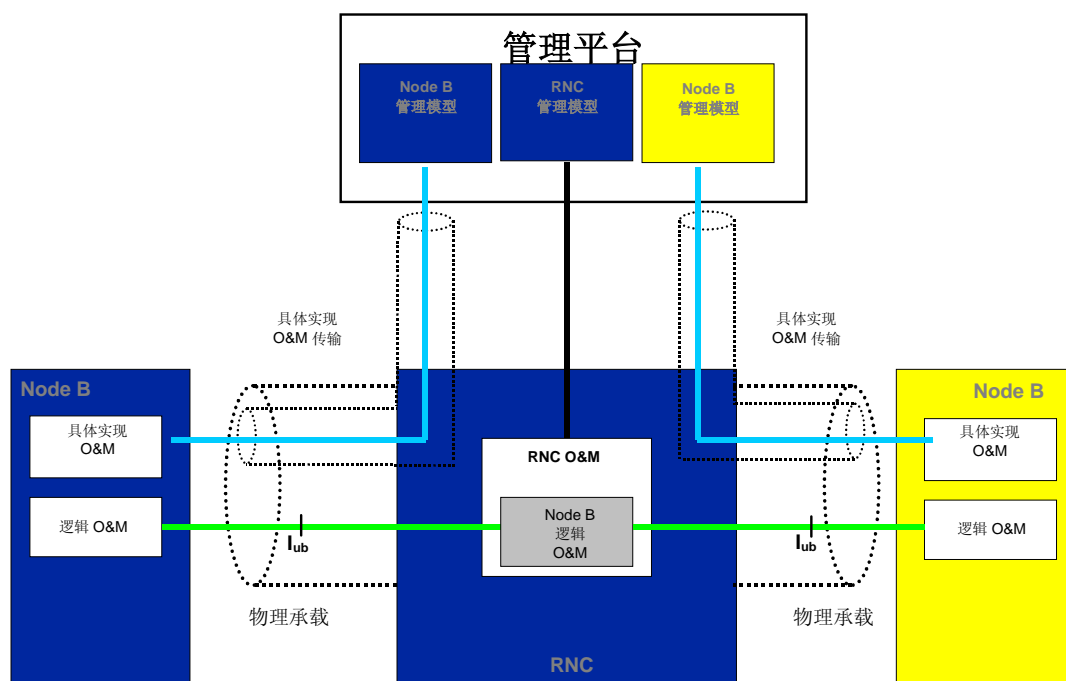 管理平台
Node B
管理模型
RNC
管理模型
Node B
管理模型
具体实现
O&M 传输
具体实现
O&M 传输
Node B
具体实现
O&M
逻辑 O&M
Iub
物理承载
RNC O&M
Node B
逻辑
O&M
RNC
Iub
物理承载
Node B
具体实现
O&M
逻辑 O&M